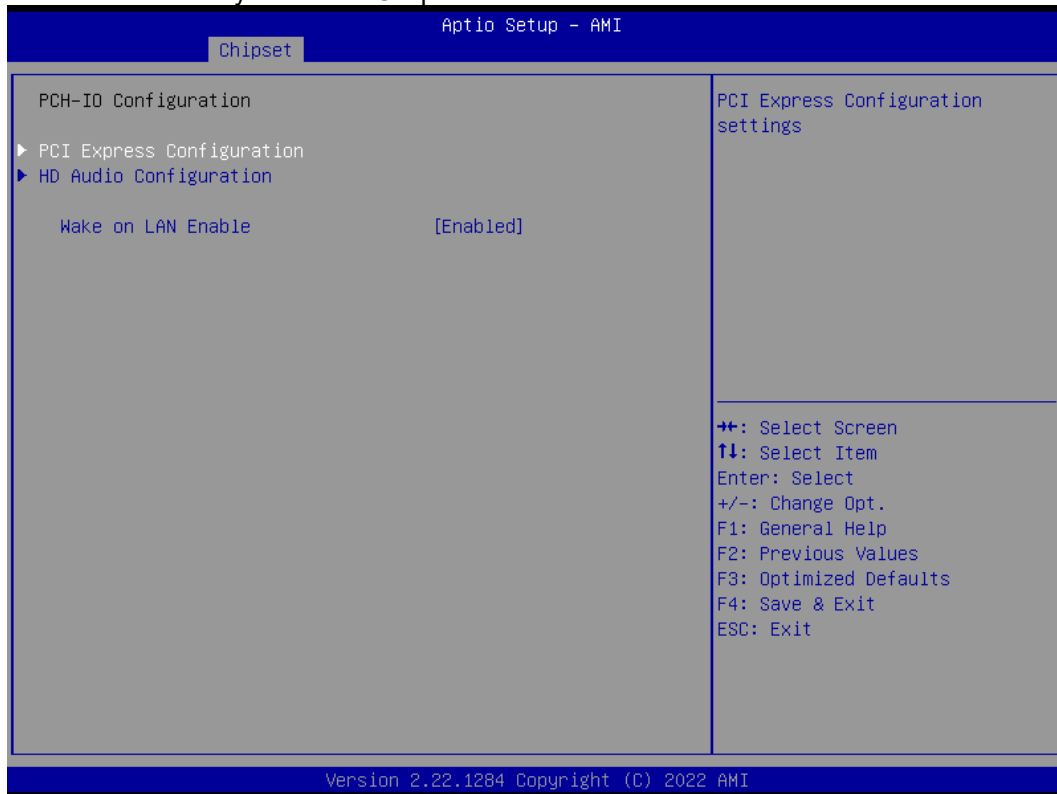 Aptio Setup – AMI
Chipset
PCH-IO Configuration
▶ PCI Express Configuration
▶ HD Audio Configuration
Wake on LAN Enable [Enabled]
PCI Express Configuration
settings
→←: Select Screen
↑↓: Select Item
Enter: Select
+/-: Change Opt.
F1: General Help
F2: Previous Values
F3: Optimized Defaults
F4: Save & Exit
ESC: Exit
Version 2.22.1284 Copyright (C) 2022 AMI